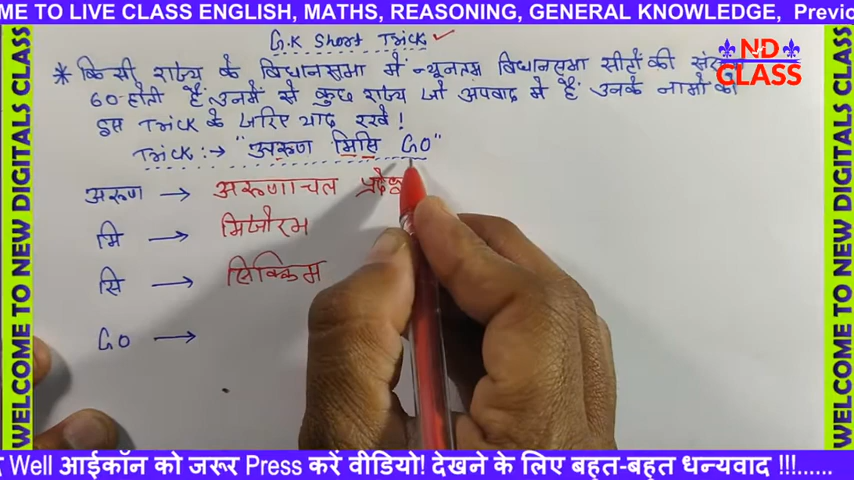 ME TO LIVE CLASS ENGLISH, MATHS, REASONING, GENERAL KNOWLEDGE, Previo
G.K Short Trick ✓
ND
CLASS
* किसी राज्य के विधानसभा में न्यूनतम विधानसभा सीटों की
60 होती हैं उनमें से कुछ राज्य जो अपवाद में हैं उनके नामों को
इस Trick के जरिए याद रखें!
Trick:→ "अरूण मिसि GO"
अरूण → अरूणाचल
मि → मिजोरम
सि → सिक्किम
GO →
WELCOME TO NEW DIGITALS CLASS
WELCOME TO NEW DIGITALS CLASS
Well आईकॉन को जरूर Press करें वीडियो! देखने के लिए बहुत-बहुत धन्यवाद !!!......